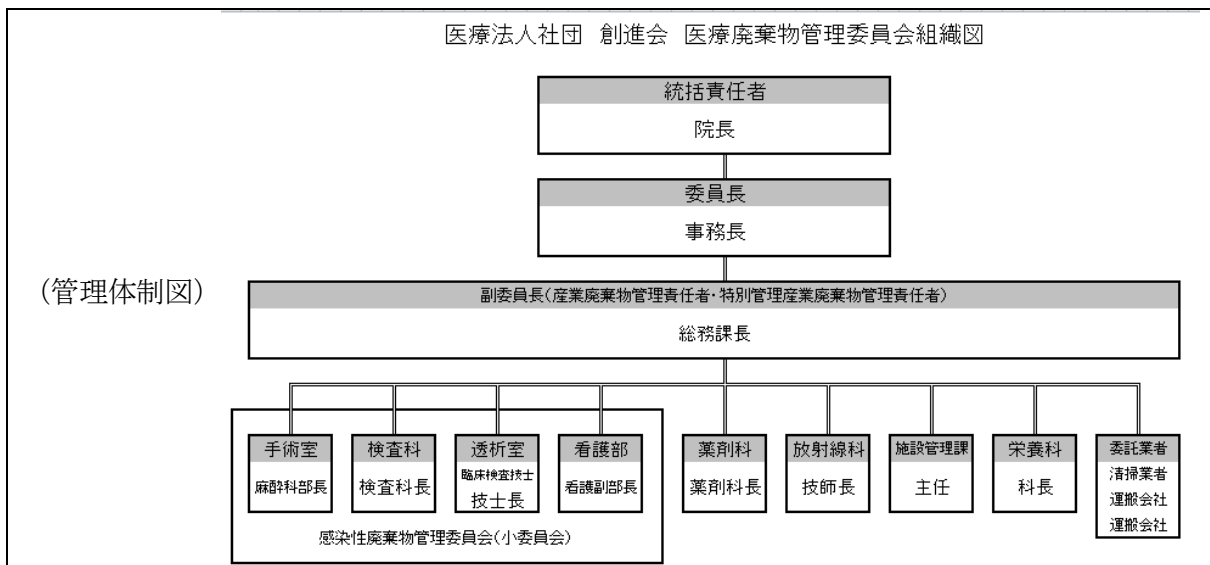 医療法人社団 創進会 医療廃棄物管理委員会組織図
統括責任者
院長
委員長
事務長
(管理体制図)
副委員長(産業廃棄物管理責任者・特別管理産業廃棄物管理責任者)
総務課長
手術室
麻酔科部長
検査科
検査科長
透析室
臨床検査技士
技士長
看護部
看護副部長
薬剤科
薬剤科長
放射線科
技師長
施設管理課
主任
栄養科
科長
委託業者
清掃業者
運搬会社
運搬会社
感染性廃棄物管理委員会(小委員会)